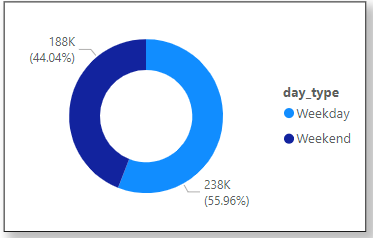 188K
(44.04%)
day_type
Weekday
Weekend
238K
(55.96%)